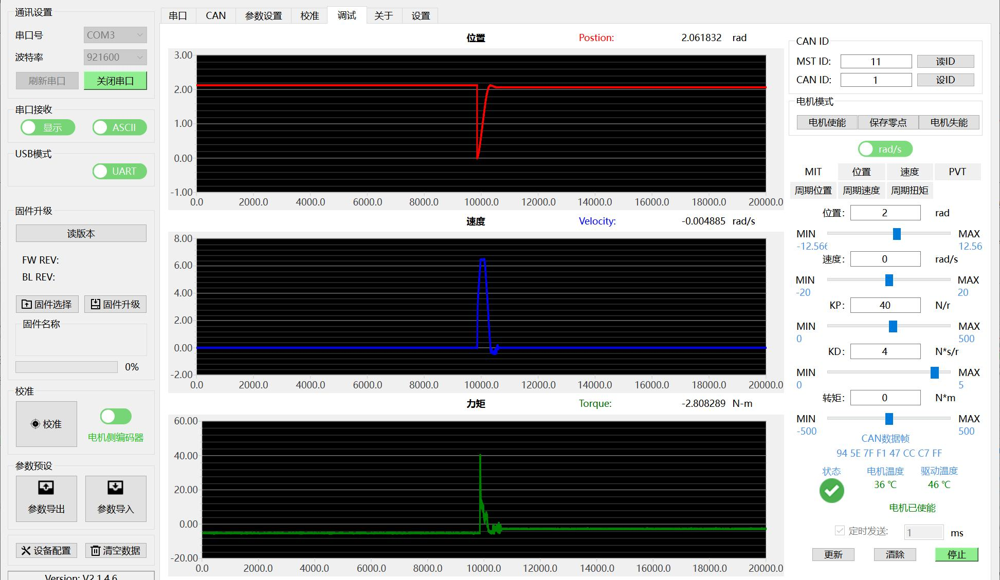 通讯设置
串口号 COM3
波特率 921600
刷新串口 关闭串口
串口接收
显示 ASCII
USB模式
UART
固件升级
读版本
FW REV:
BL REV:
固件选择 固件升级
固件名称
0%
校准
校准
电机侧编码器
参数预设
参数导出 参数导入
设备配置 清空数据
Version: V2.1.4.6
串口 CAN 参数设置 校准 调试 关于 设置
位置 Postion: 2.061832 rad
3.00
2.00
1.00
0.00
-1.00
0.0 2000.0 4000.0 6000.0 8000.0 10000.0 12000.0 14000.0 16000.0 18000.0 20000.0
速度 Velocity: -0.004885 rad/s
8.00
6.00
4.00
2.00
0.00
-2.00
0.0 2000.0 4000.0 6000.0 8000.0 10000.0 12000.0 14000.0 16000.0 18000.0 20000.0
力矩 Torque: -2.808289 N-m
60.00
40.00
20.00
0.00
-20.00
0.0 2000.0 4000.0 6000.0 8000.0 10000.0 12000.0 14000.0 16000.0 18000.0 20000.0
CAN ID
MST ID: 11 读ID
CAN ID: 1 设ID
电机模式
电机使能 保存零点 电机失能
rad/s
MIT 位置 速度 PVT
周期位置 周期速度 周期扭矩
位置: 2 rad
MIN MAX
-12.566 12.56
速度: 0 rad/s
MIN MAX
-20 20
KP: 40 N/r
MIN MAX
0 500
KD: 4 N*s/r
MIN MAX
0 5
转矩: 0 N*m
MIN MAX
-500 500
CAN数据帧
94 5E 7F F1 47 CC C7 FF
状态 电机温度 驱动温度
36 ℃ 46 ℃
电机已使能
定时发送: 1 ms
更新 清除 停止